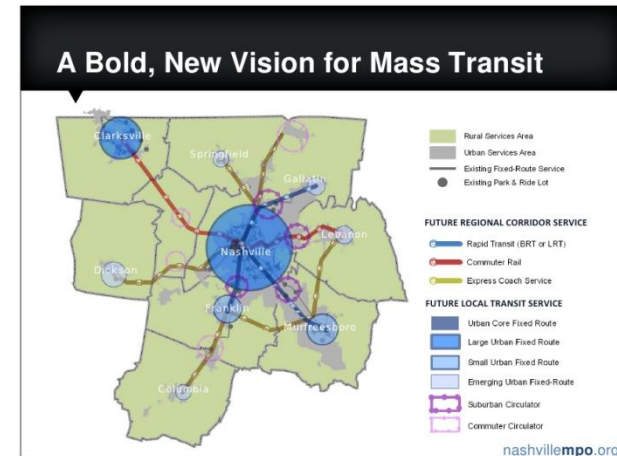 A Bold, New Vision for Mass Transit
Clarksville
Springfield
Gallatin
Nashville
Lebanon
Dickson
Franklin
Murfreesboro
Columbia
Rural Services Area
Urban Services Area
Existing Fixed-Route Service
Existing Park & Ride Lot
FUTURE REGIONAL CORRIDOR SERVICE
Rapid Transit (BRT or LRT)
Commuter Rail
Express Coach Service
FUTURE LOCAL TRANSIT SERVICE
Urban Core Fixed Route
Large Urban Fixed Route
Small Urban Fixed Route
Emerging Urban Fixed-Route
Suburban Circulator
Commuter Circulator
nashvillempo.org